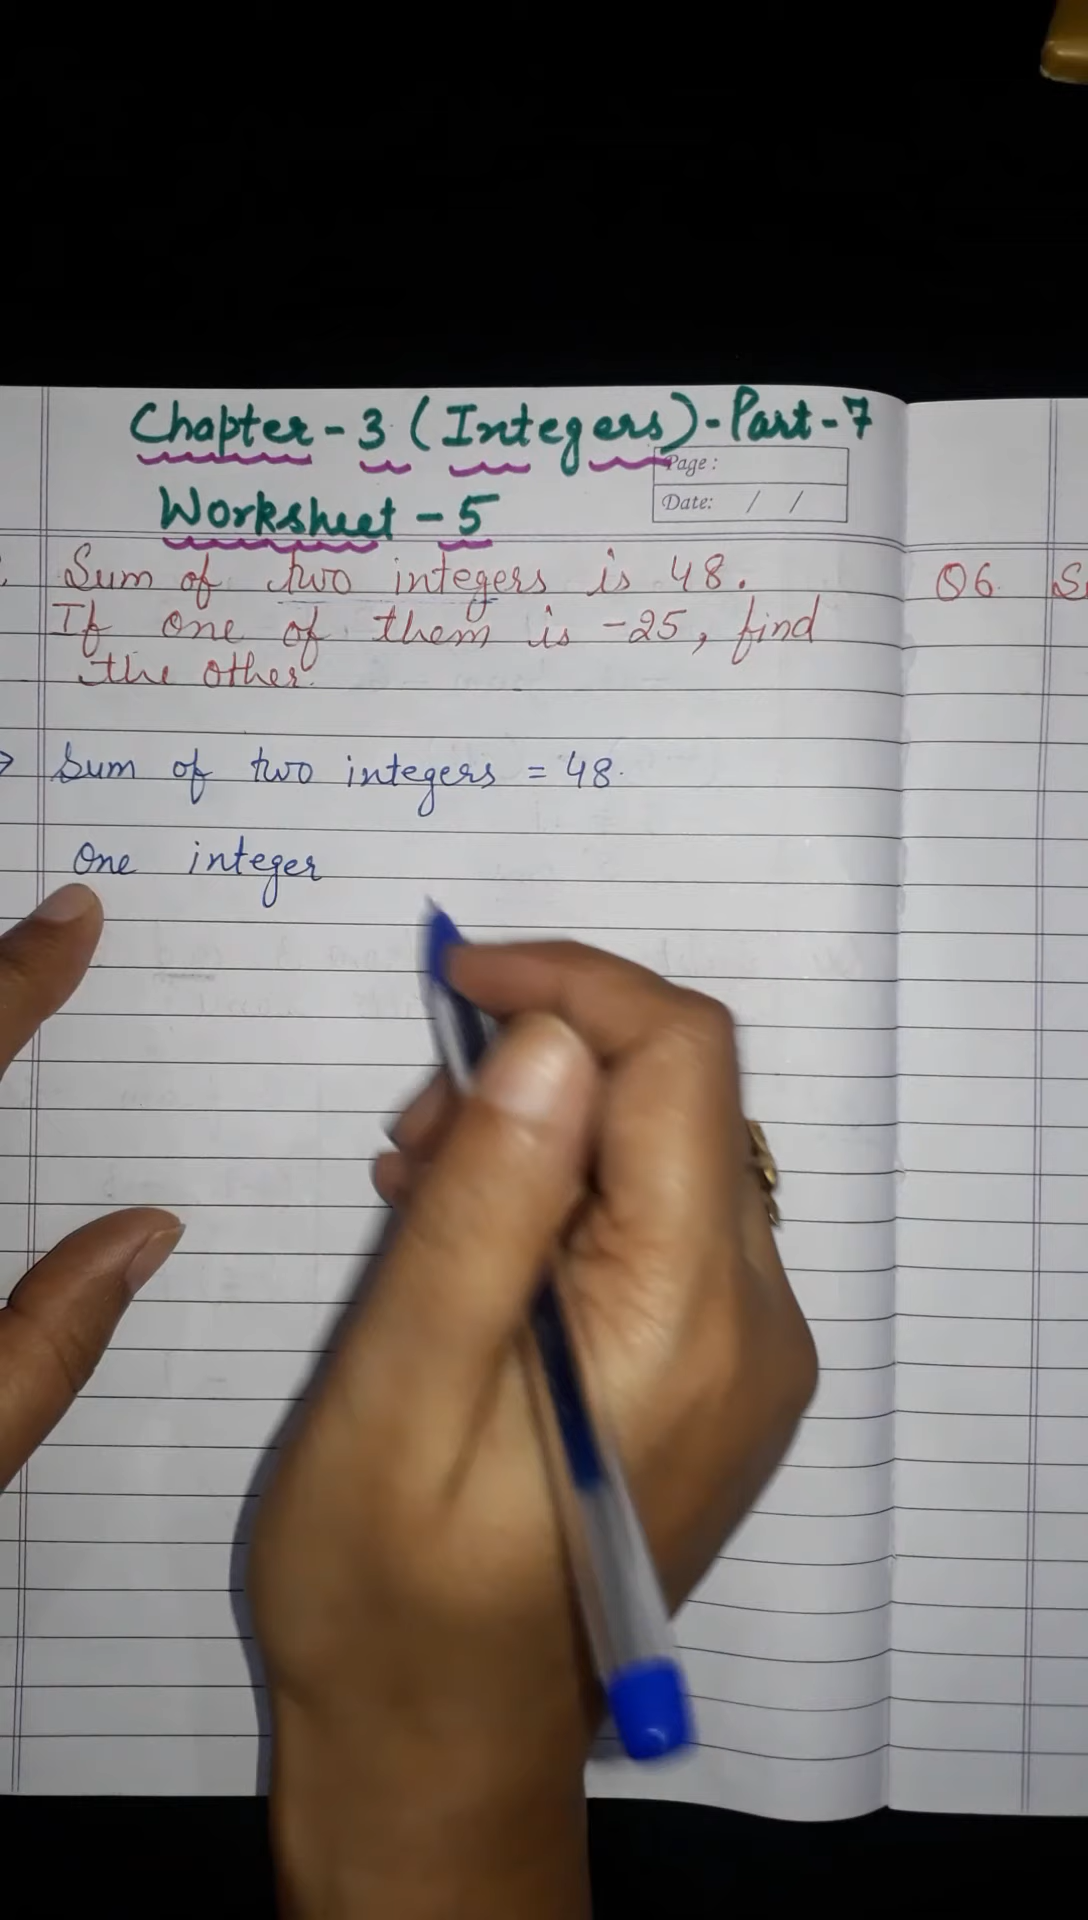 Chapter - 3 (Integers) - Part - 7
Page :
Worksheet - 5
Date: / /
Sum of two integers is 48.
If one of them is -25, find
the other.
Sum of two integers = 48.
One integer
Q6.